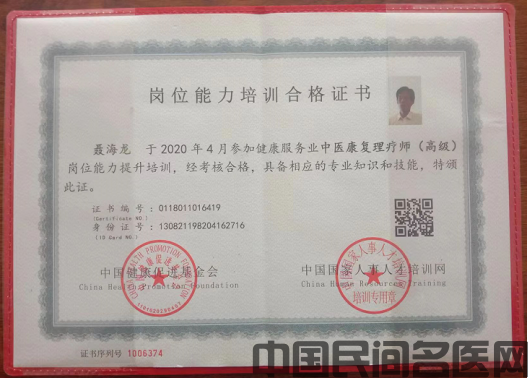 岗位能力培训合格证书
聂海龙 于 2020 年 4 月参加健康服务业中医康复理疗师（高级）
岗位能力提升培训，经考核合格，具备相应的专业知识和技能，特颁
此证。
证书编号：0118011016419
(Certificate NO.)
身份证号：130821198204162716
(ID Card NO.)
中国健康促进基金会
China Health Promotion Foundation
中国国家人事人才培训网
China Human Resources Training
培训专用章
证书序列号 1006374
中国民间名医网